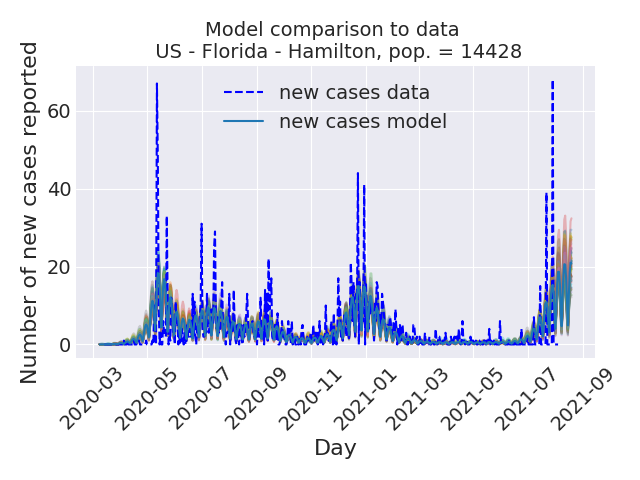 Model comparison to data
US - Florida - Hamilton, pop. = 14428
new cases data
new cases model
Number of new cases reported
60
40
20
0
2020-03
2020-05
2020-07
2020-09
2020-11
2021-01
2021-03
2021-05
2021-07
2021-09
Day